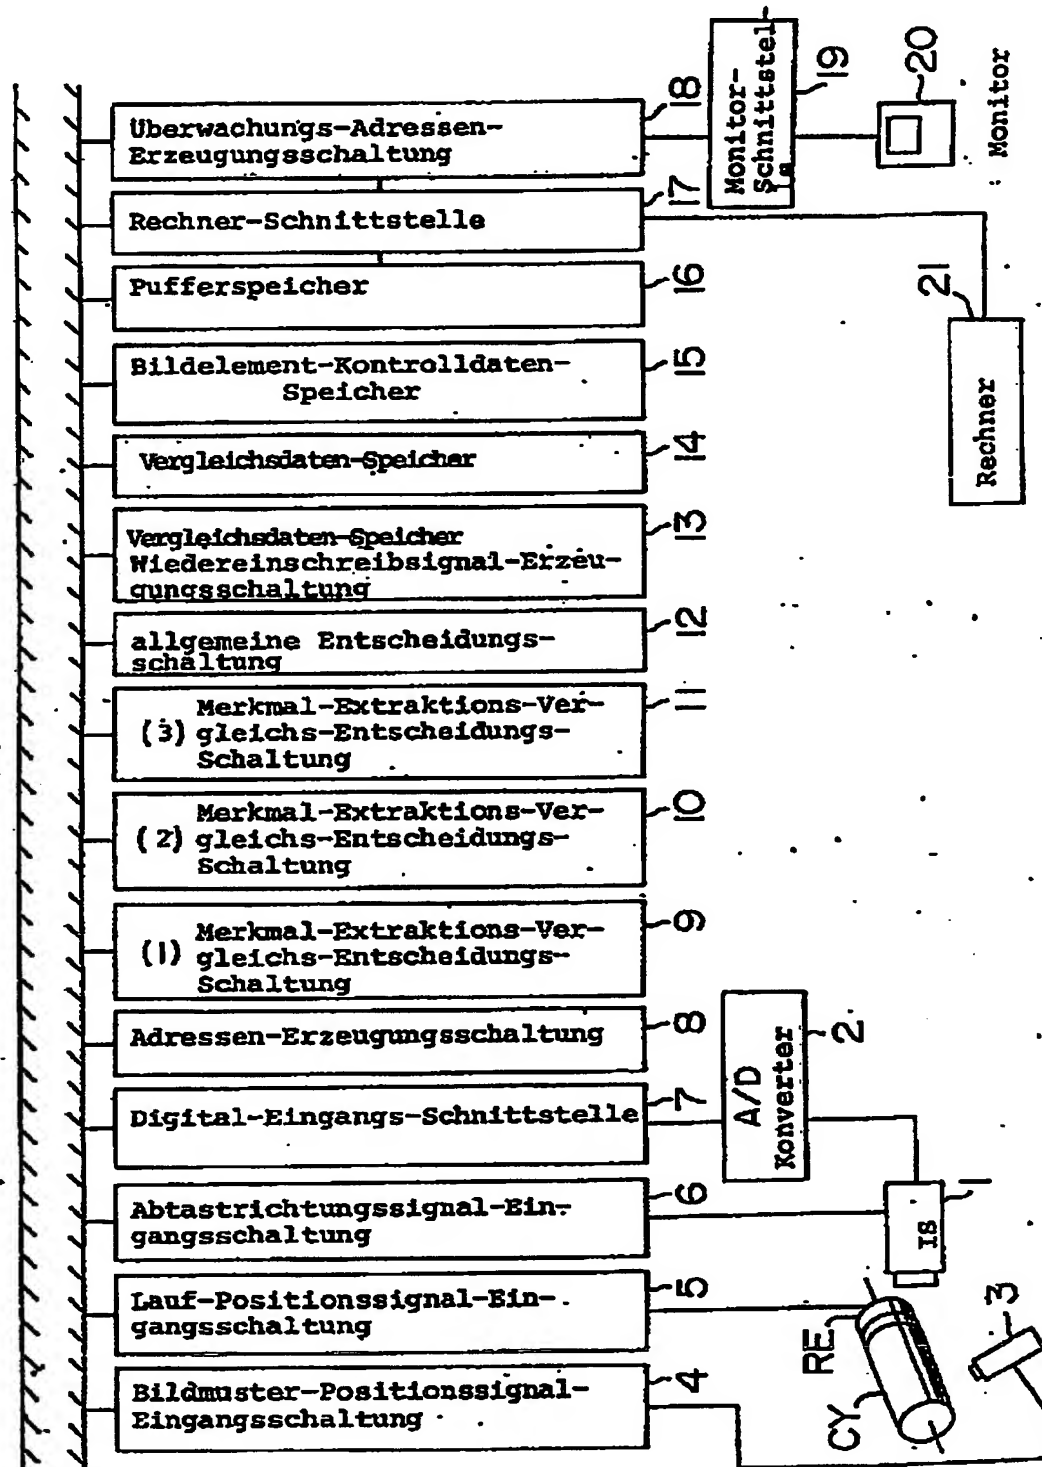 Überwachungs-Adressen-
Erzeugungsschaltung
18
Rechner-Schnittstelle
17
Pufferspeicher
16
Bildelement-Kontrolldaten-
Speicher
15
Vergleichsdaten-Speicher
14
Vergleichsdaten-Speicher
Wiedereinschreibsignal-Erzeu-
gungsschaltung
13
allgemeine Entscheidungs-
schaltung
12
(3) Merkmal-Extraktions-Ver-
gleichs-Entscheidungs-
Schaltung
11
(2) Merkmal-Extraktions-Ver-
gleichs-Entscheidungs-
Schaltung
10
(1) Merkmal-Extraktions-Ver-
gleichs-Entscheidungs-
Schaltung
9
Adressen-Erzeugungsschaltung
8
Digital-Eingangs-Schnittstelle
7
Abtastrichtungssignal-Ein-
gangsschaltung
6
Lauf-Positionssignal-Ein-
gangsschaltung
5
Bildmuster-Positionssignal-
Eingangsschaltung
4
Monitor-
Schnittstel
le
19
20
Monitor
21
Rechner
A/D
Konverter
2
IS
1
RE
CY
3